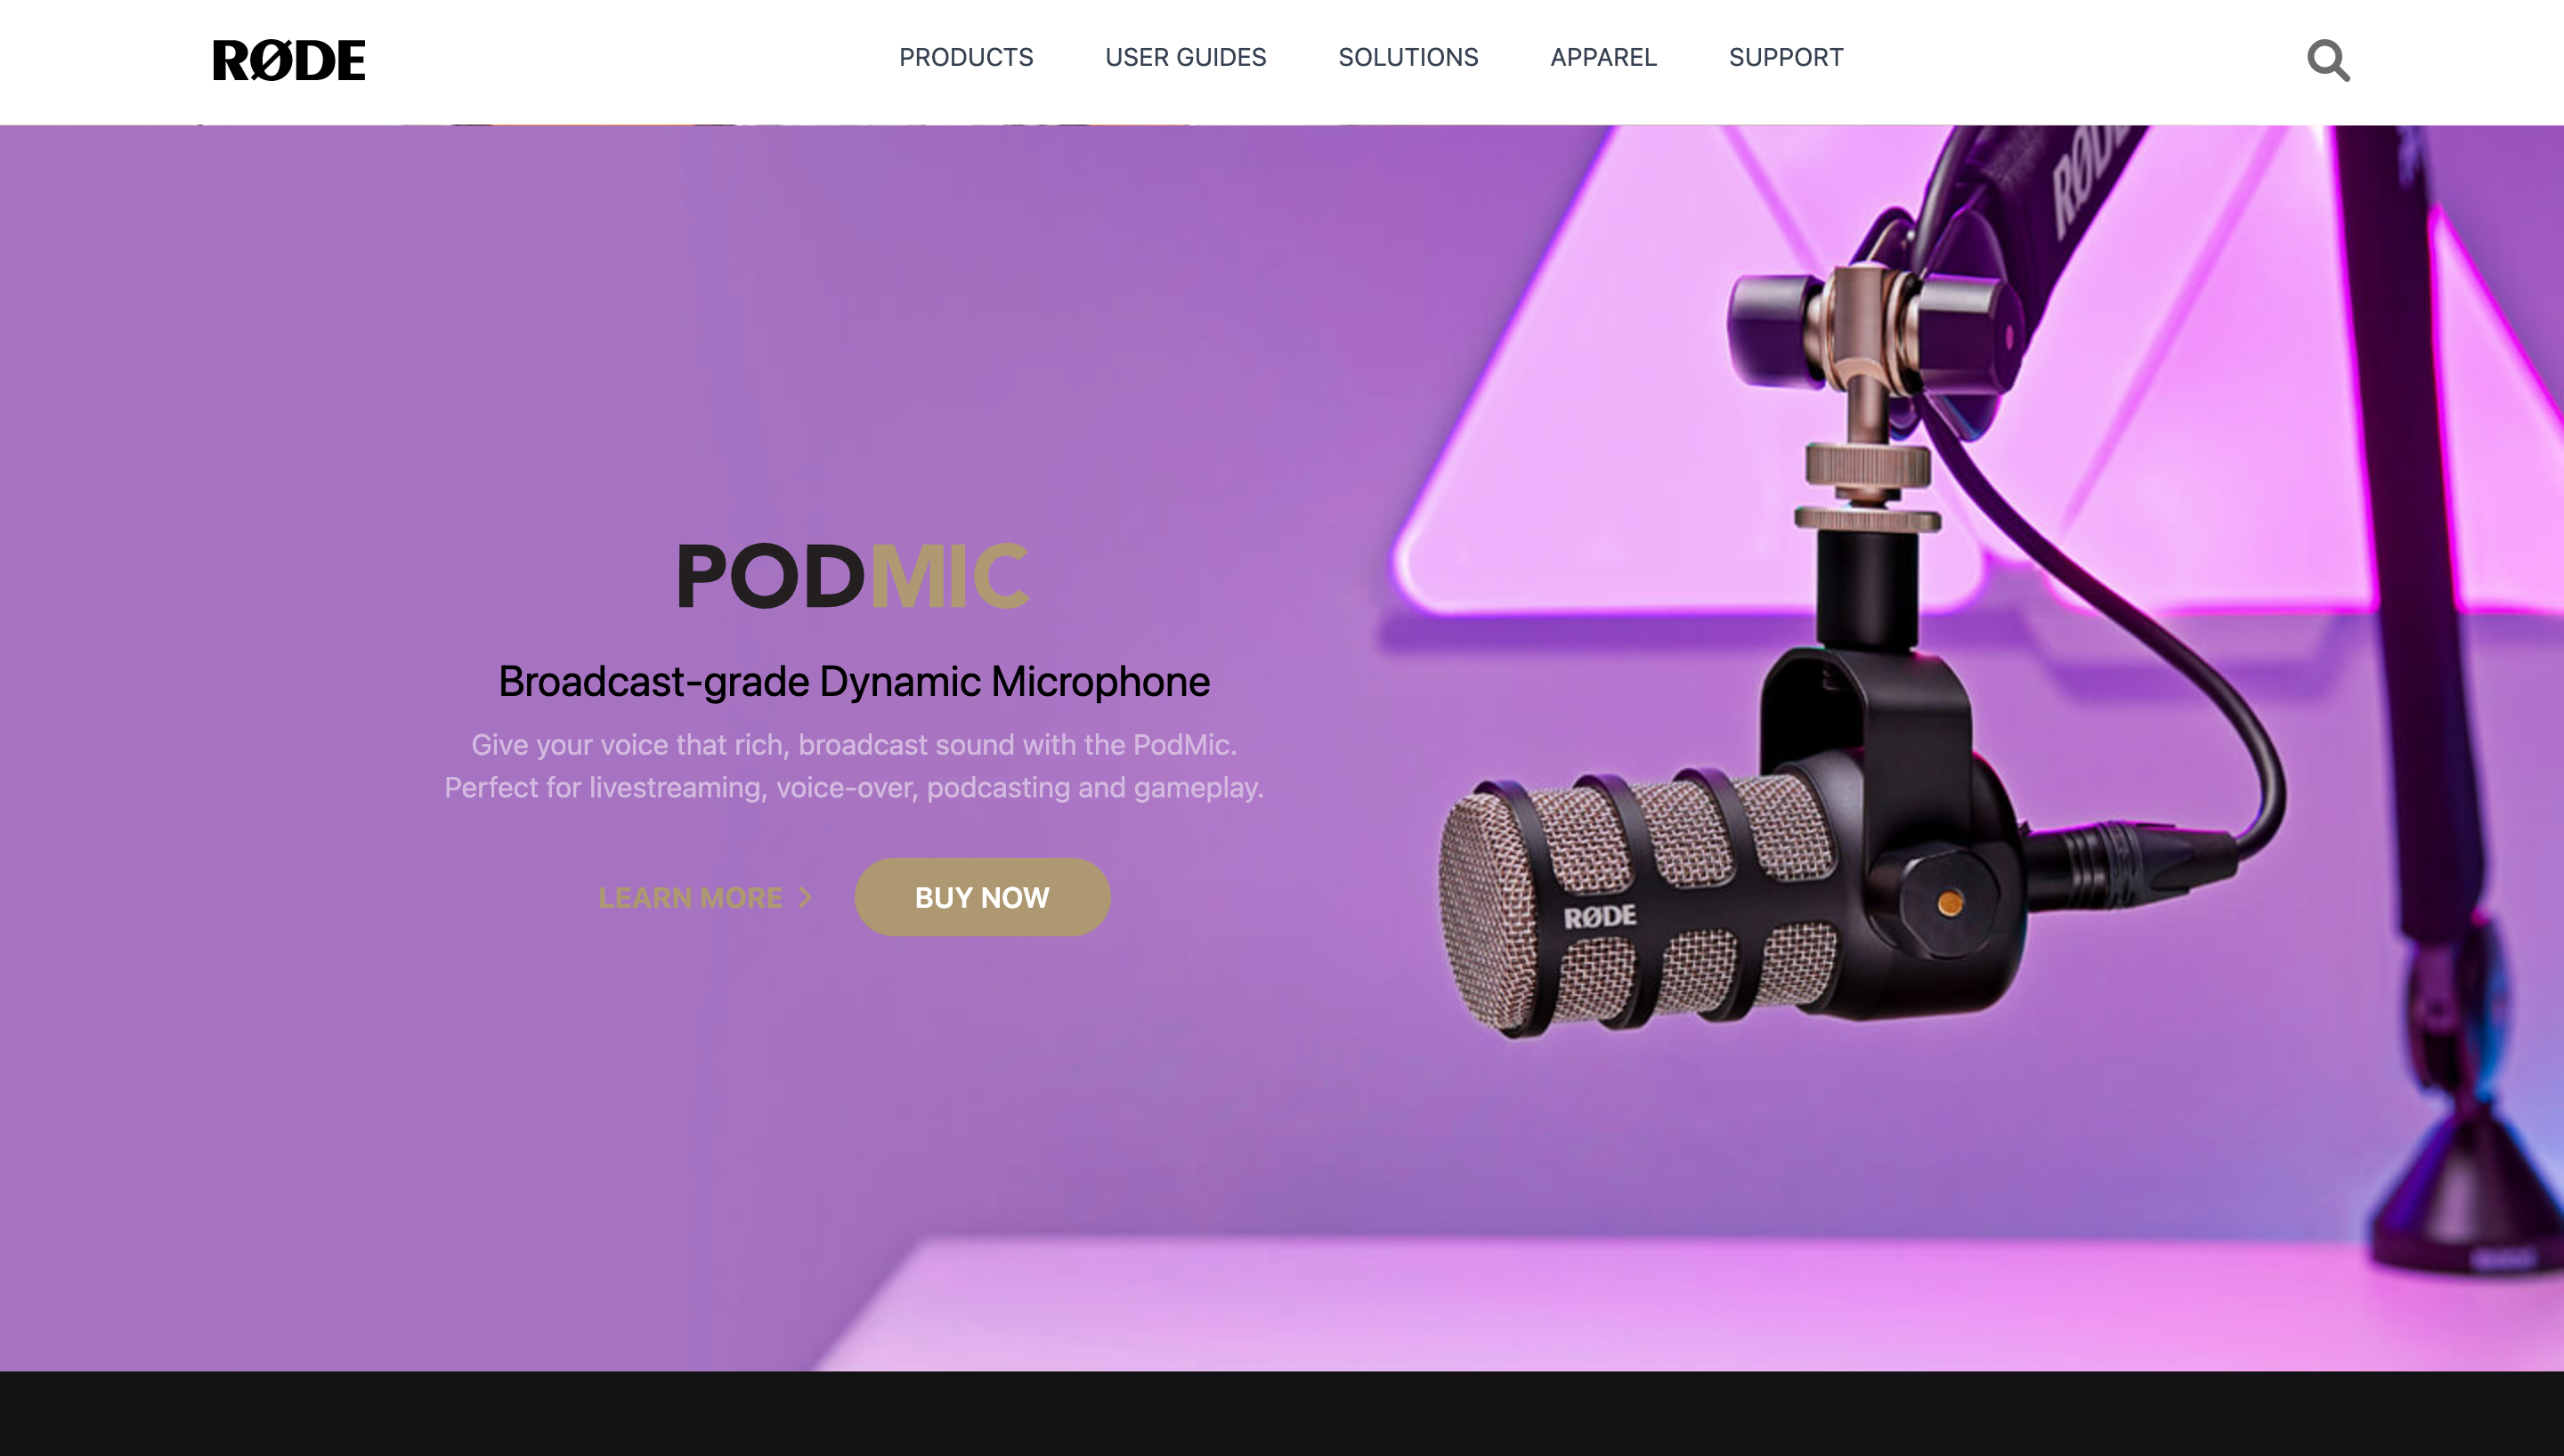 RØDE
PRODUCTS USER GUIDES SOLUTIONS APPAREL SUPPORT
RØDE
PODMIC
Broadcast-grade Dynamic Microphone
Give your voice that rich, broadcast sound with the PodMic.
Perfect for livestreaming, voice-over, podcasting and gameplay.
LEARN MORE BUY NOW
RØDE